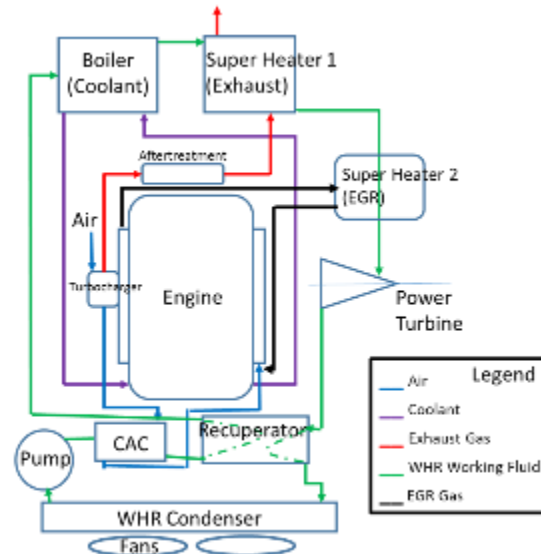 Boiler
(Coolant)
Super Heater 1
(Exhaust)
Aftertreatment
Super Heater 2
(EGR)
Air
Turbocharger
Engine
Power
Turbine
Legend
Air
Coolant
Exhaust Gas
WHR Working Fluid
EGR Gas
Recuperator
CAC
Pump
WHR Condenser
Fans